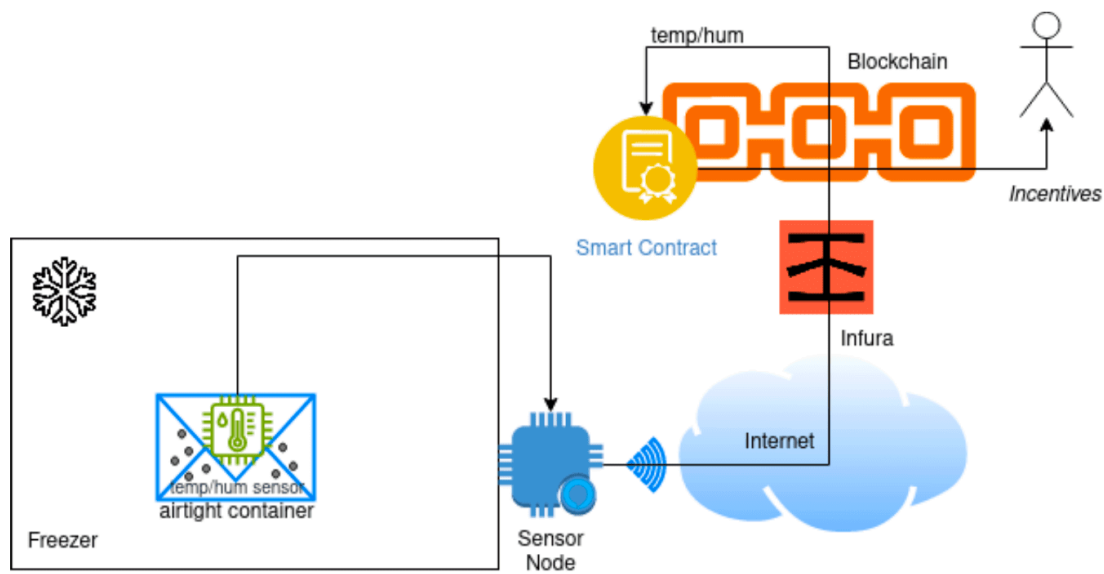 temp/hum
Blockchain
Incentives
Smart Contract
Infura
Internet
temp/hum sensor
airtight container
Freezer
Sensor
Node